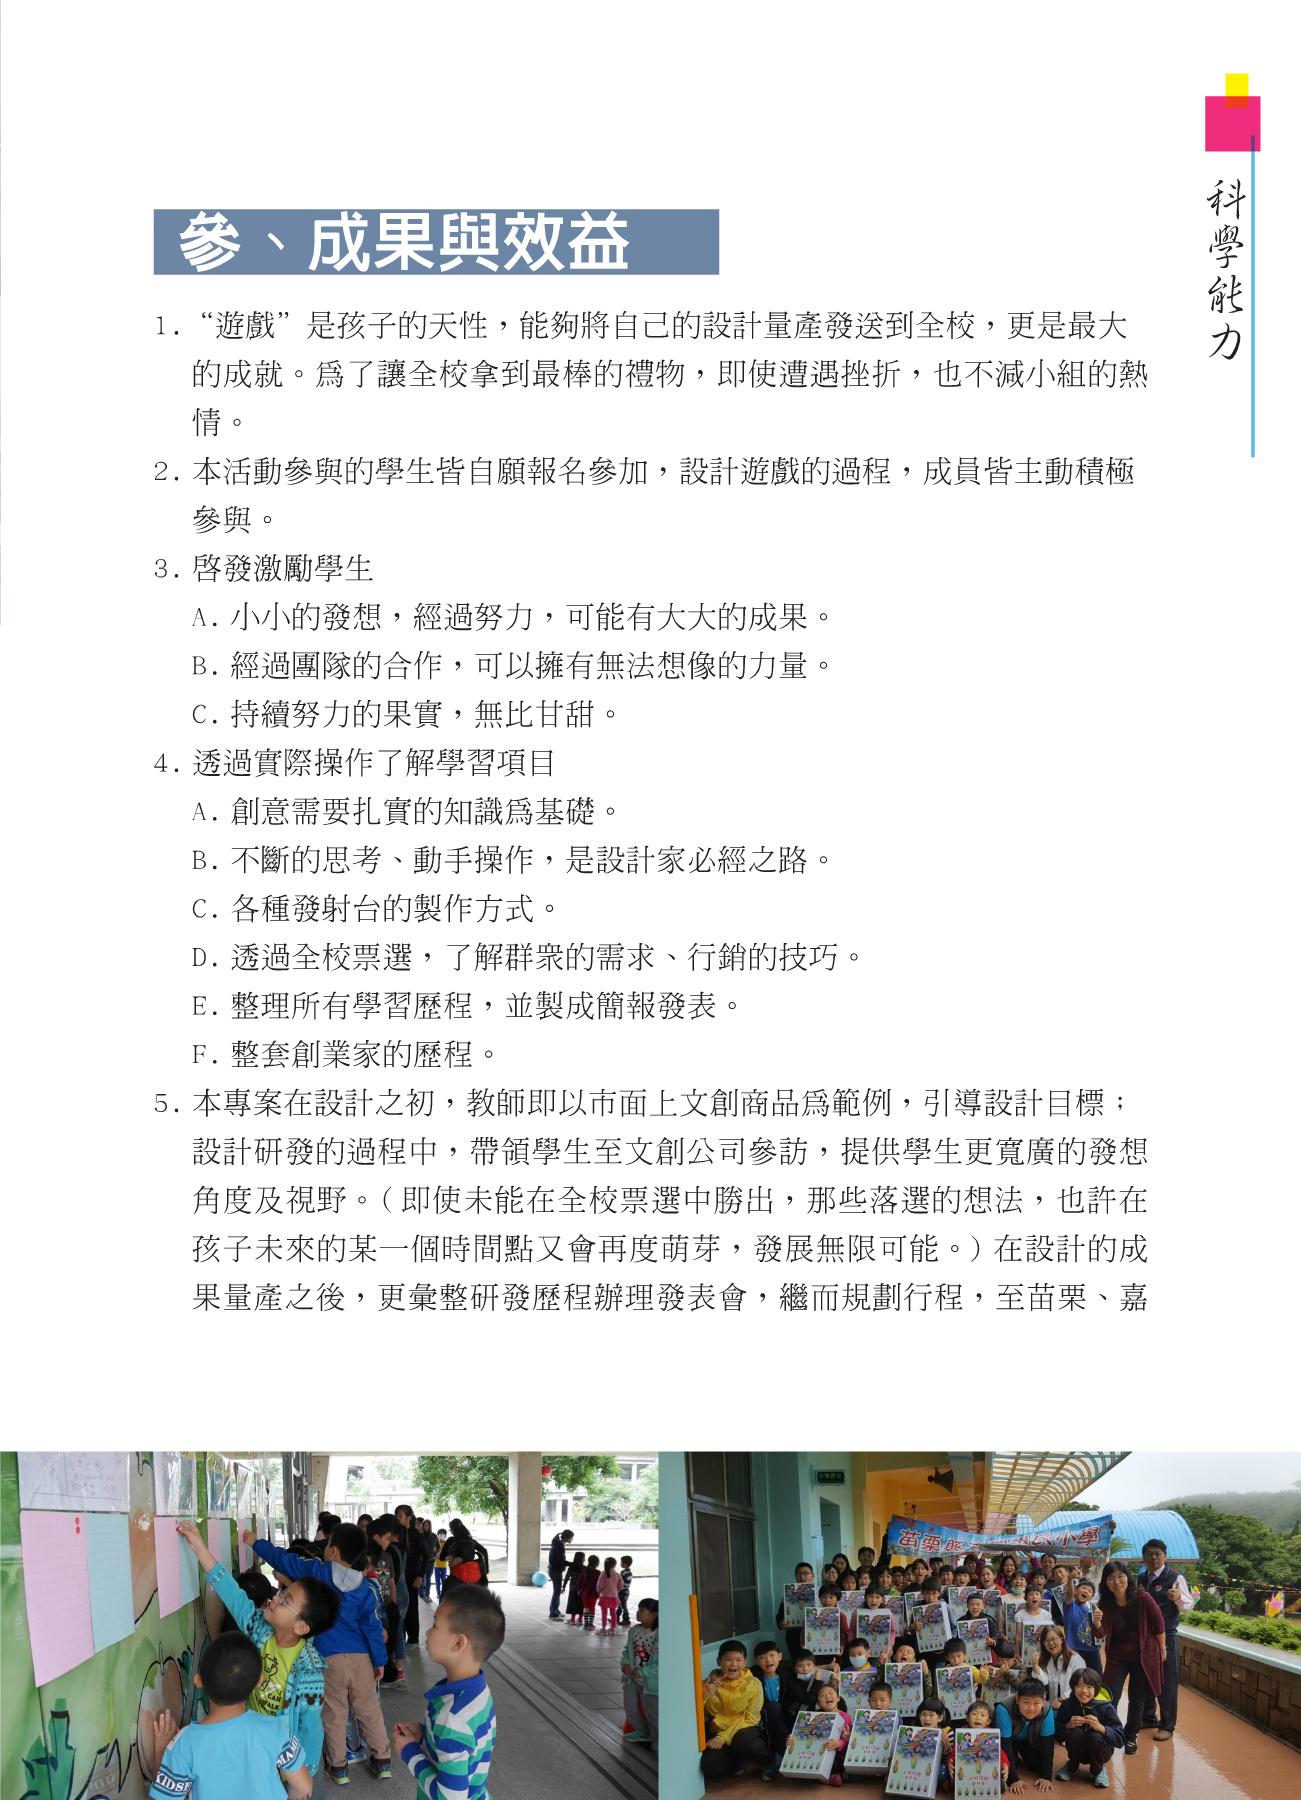 科學能力
參、成果與效益
1. “遊戲”是孩子的天性，能夠將自己的設計量產發送到全校，更是最大
的成就。為了讓全校拿到最棒的禮物，即使遭遇挫折，也不減小組的熱
情。
2. 本活動參與的學生皆自願報名參加，設計遊戲的過程，成員皆主動積極
參與。
3. 啓發激勵學生
A. 小小的發想，經過努力，可能有大大的成果。
B. 經過團隊的合作，可以擁有無法想像的力量。
C. 持續努力的果實，無比甘甜。
4. 透過實際操作了解學習項目
A. 創意需要扎實的知識為基礎。
B. 不斷的思考、動手操作，是設計家必經之路。
C. 各種發射台的製作方式。
D. 透過全校票選，了解群眾的需求、行銷的技巧。
E. 整理所有學習歷程，並製成簡報發表。
F. 整套創業家的歷程。
5. 本專案在設計之初，教師即以市面上文創商品為範例，引導設計目標；
設計研發的過程中，帶領學生至文創公司參訪，提供學生更寬廣的發想
角度及視野。（即使未能在全校票選中勝出，那些落選的想法，也許在
孩子未來的某一個時間點又會再度萌芽，發展無限可能。）在設計的成
果量產之後，更彙整研發歷程辦理發表會，繼而規劃行程，至苗栗、嘉
CAN
WALK
KIDS
苗栗縣
小學